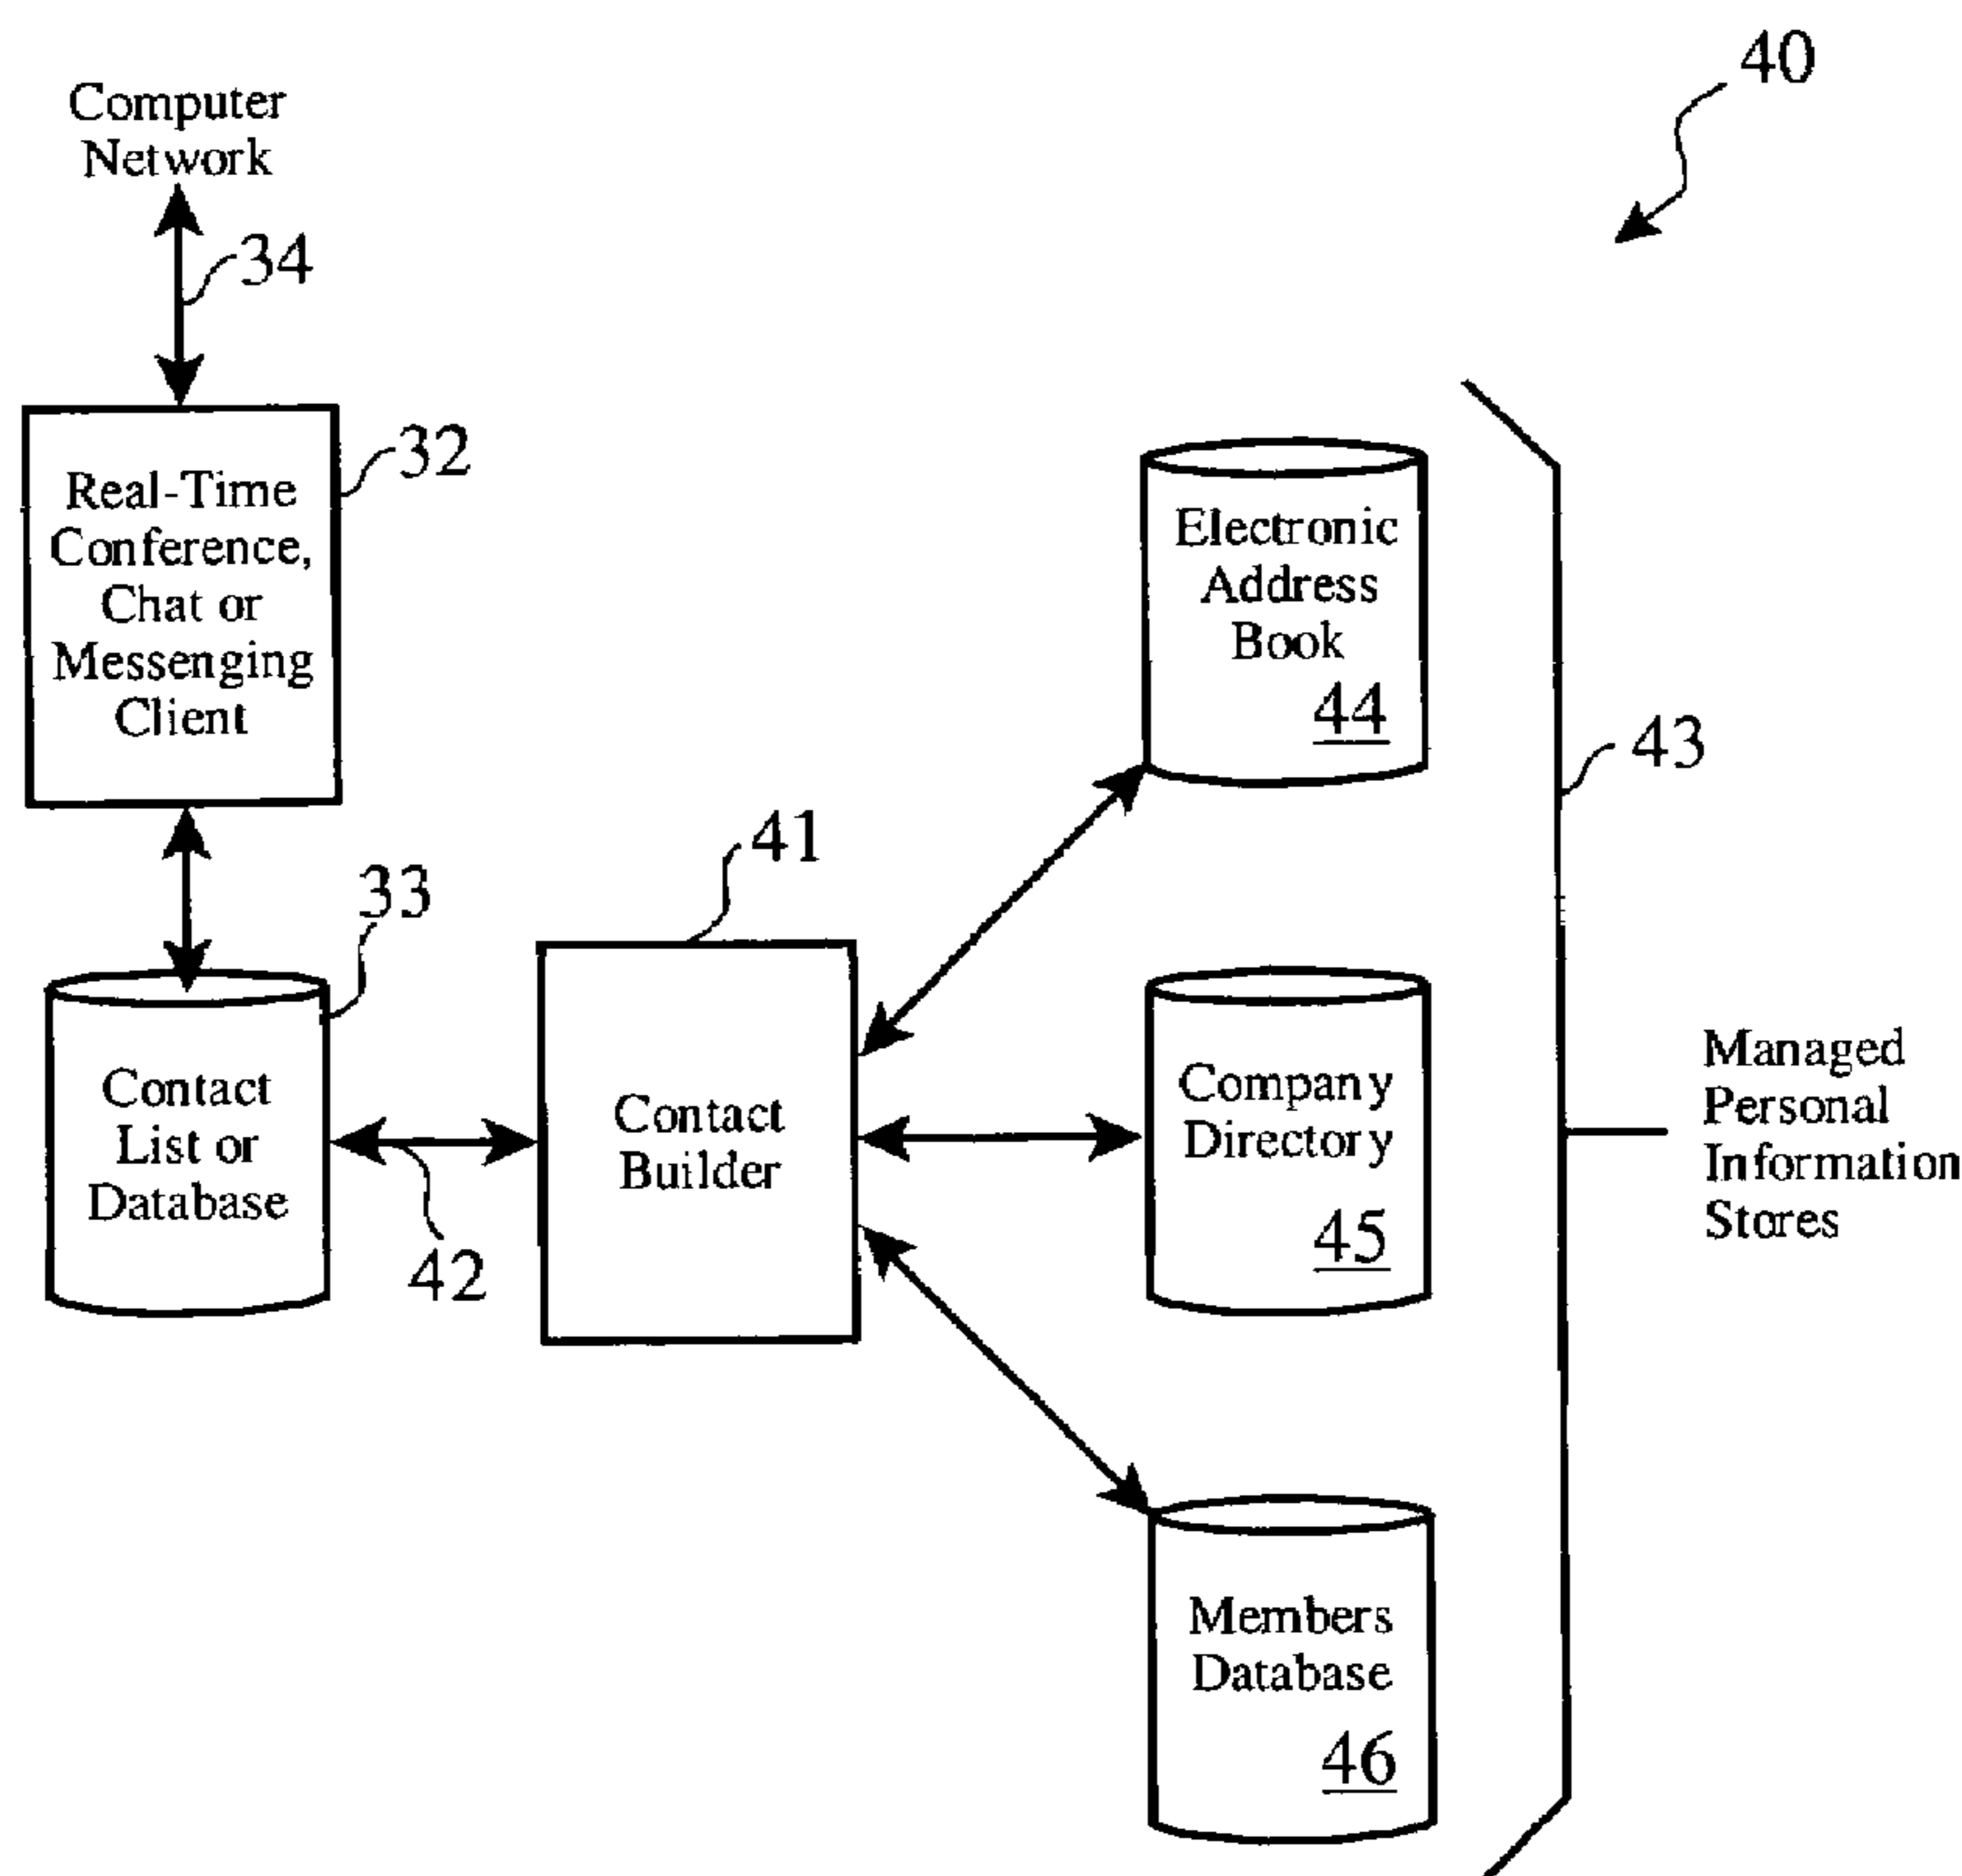 40
Computer
Network
34
32
Real-Time
Conference,
Chat or
Messenging
Client
Electronic
Address
Book
44
43
41
33
Contact
List or
Database
42
Contact
Builder
Company
Directory
45
Managed
Personal
Information
Stores
Members
Database
46